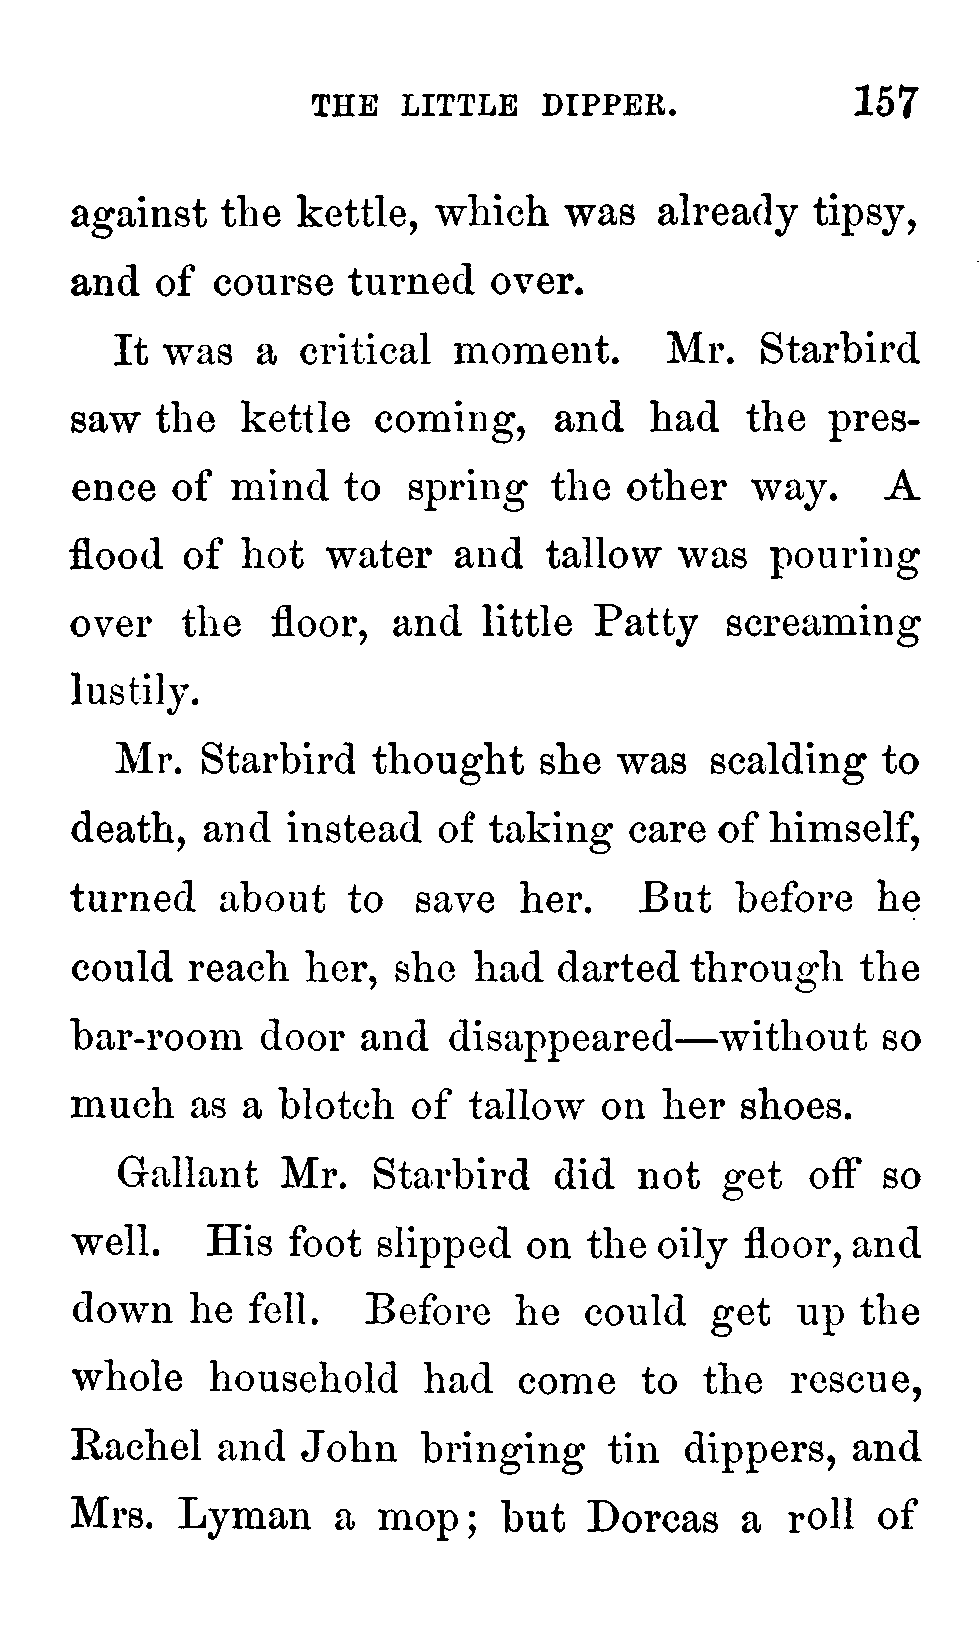 THE LITTLE DIPPER. 157
against the kettle, which was already tipsy,
and of course turned over.
It was a critical moment. Mr. Starbird
saw the kettle coming, and had the pres-
ence of mind to spring the other way. A
flood of hot water and tallow was pouring
over the floor, and little Patty screaming
lustily.
Mr. Starbird thought she was scalding to
death, and instead of taking care of himself,
turned about to save her. But before he
could reach her, she had darted through the
bar-room door and disappeared—without so
much as a blotch of tallow on her shoes.
Gallant Mr. Starbird did not get off so
well. His foot slipped on the oily floor, and
down he fell. Before he could get up the
whole household had come to the rescue,
Rachel and John bringing tin dippers, and
Mrs. Lyman a mop; but Dorcas a roll of